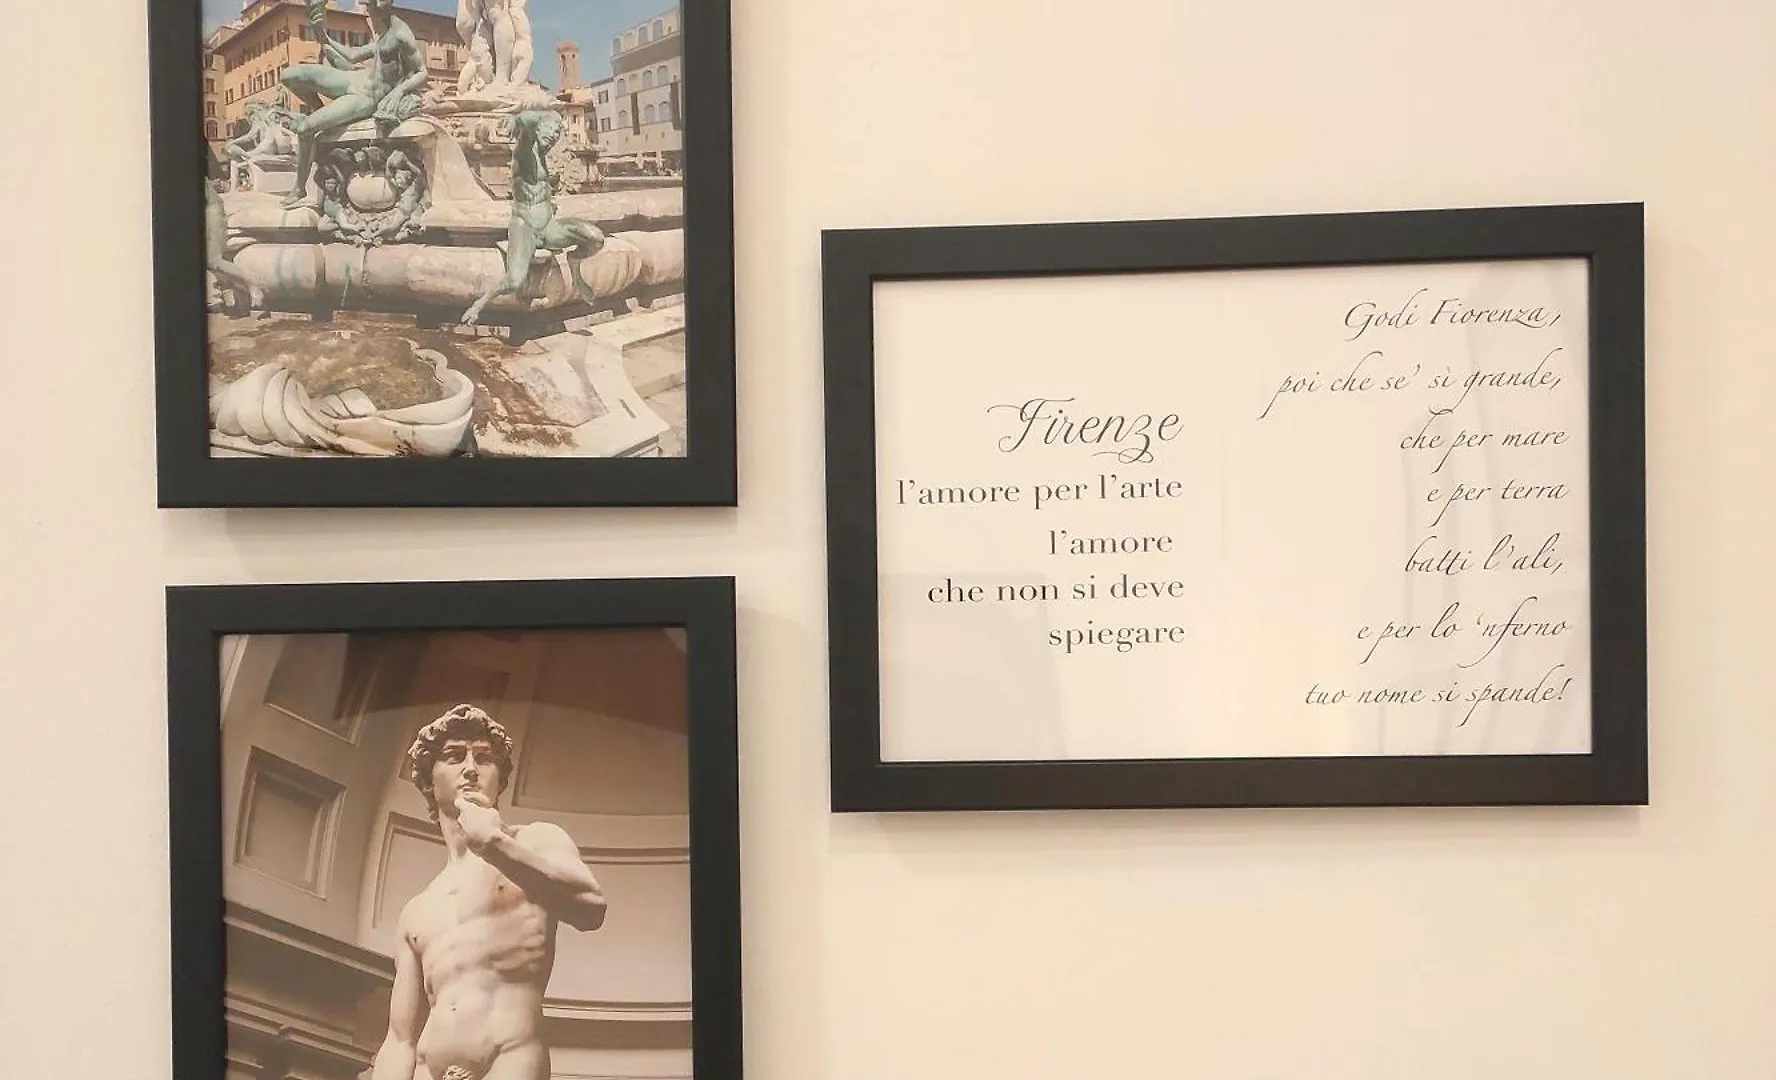 Firenze
l'amore per l'arte
l'amore
che non si deve
spiegare
Godi Fiorenza,
poi che se' sì grande,
che per mare
e per terra
batti l'ali,
e per lo 'nferno
tuo nome si spande!